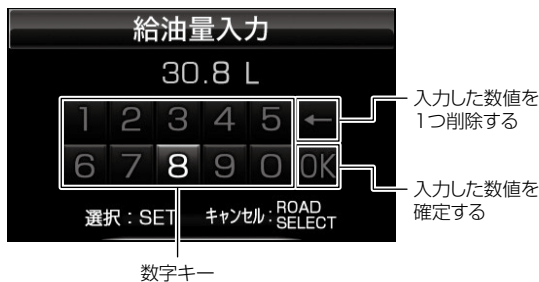 給油量入力
30.8 L
1 2 3 4 5 ←
6 7 8 9 0 OK
選択：SET キャンセル：ROAD SELECT
入力した数値を
1つ削除する
入力した数値を
確定する
数字キー